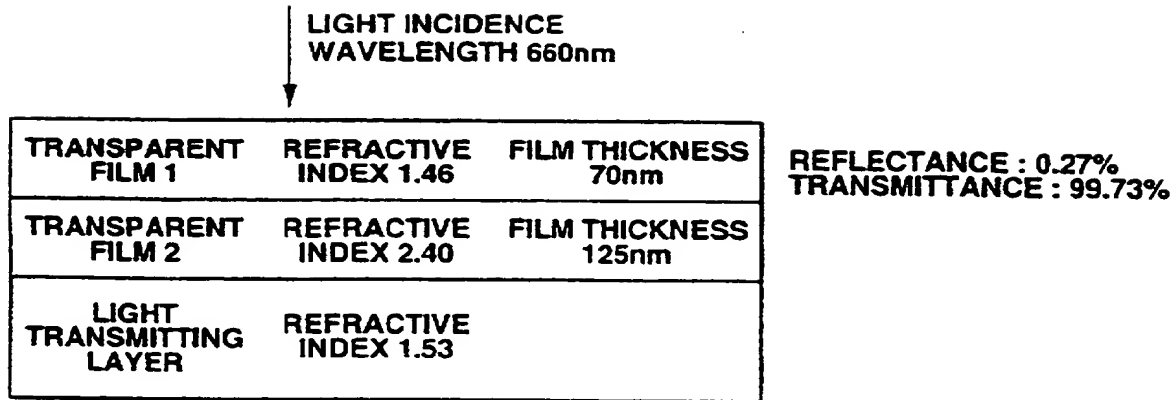 LIGHT INCIDENCE
WAVELENGTH 660nm
TRANSPARENT
FILM 1
REFRACTIVE
INDEX 1.46
FILM THICKNESS
70nm
REFLECTANCE : 0.27%
TRANSMITTANCE : 99.73%
TRANSPARENT
FILM 2
REFRACTIVE
INDEX 2.40
FILM THICKNESS
125nm
LIGHT
TRANSMITTING
LAYER
REFRACTIVE
INDEX 1.53